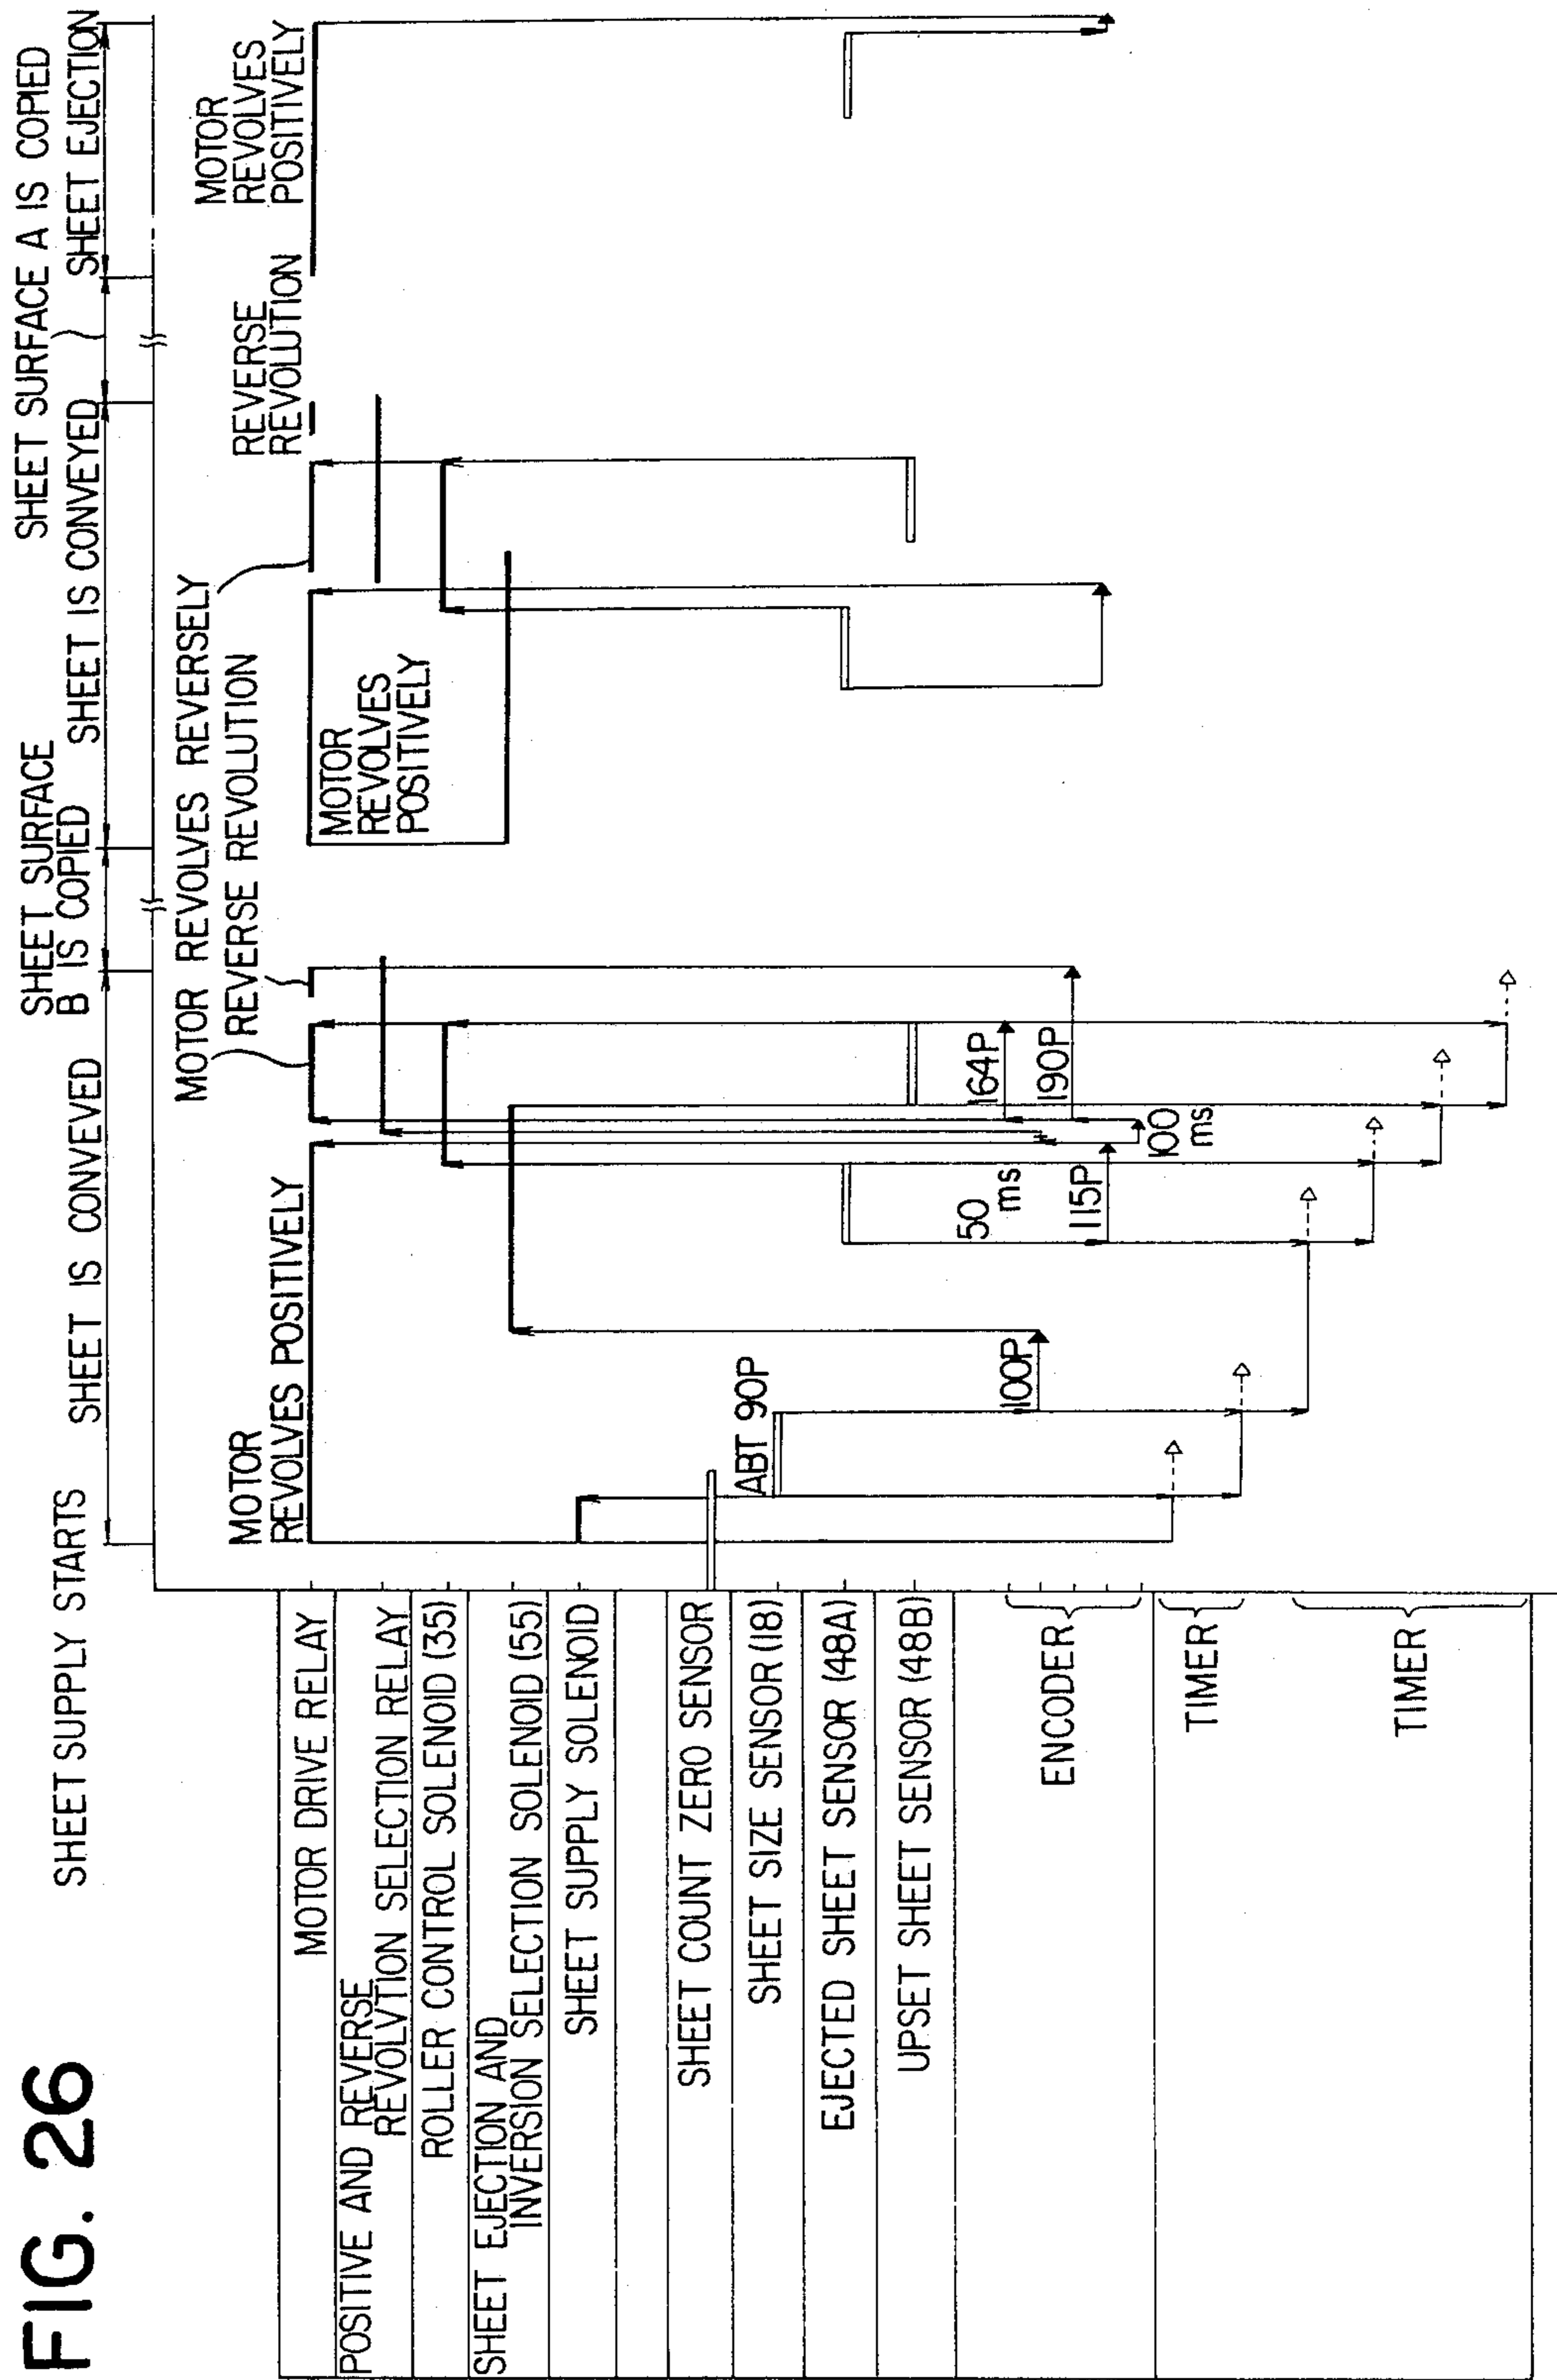 FIG. 26
SHEET SUPPLY STARTS
SHEET IS CONVEVED
SHEET SURFACE
B IS COPIED
SHEET IS CONVEYED
SHEET SURFACE A IS COPIED
SHEET EJECTION
MOTOR
REVOLVES POSITIVELY
MOTOR REVOLVES REVERSELY
REVERSE REVOLUTION
MOTOR
REVOLVES
POSITIVELY
REVERSE
REVOLUTION
MOTOR
REVOLVES
POSITIVELY
MOTOR DRIVE RELAY
POSITIVE AND REVERSE
REVOLVTION SELECTION RELAY
ROLLER CONTROL SOLENOID (35)
SHEET EJECTION AND
INVERSION SELECTION SOLENOID (55)
SHEET SUPPLY SOLENOID
SHEET COUNT ZERO SENSOR
SHEET SIZE SENSOR (18)
ABT 90P
EJECTED SHEET SENSOR (48A)
UPSET SHEET SENSOR (48B)
ENCODER
100P
50
ms
115P
164P
190P
100
ms
TIMER
TIMER